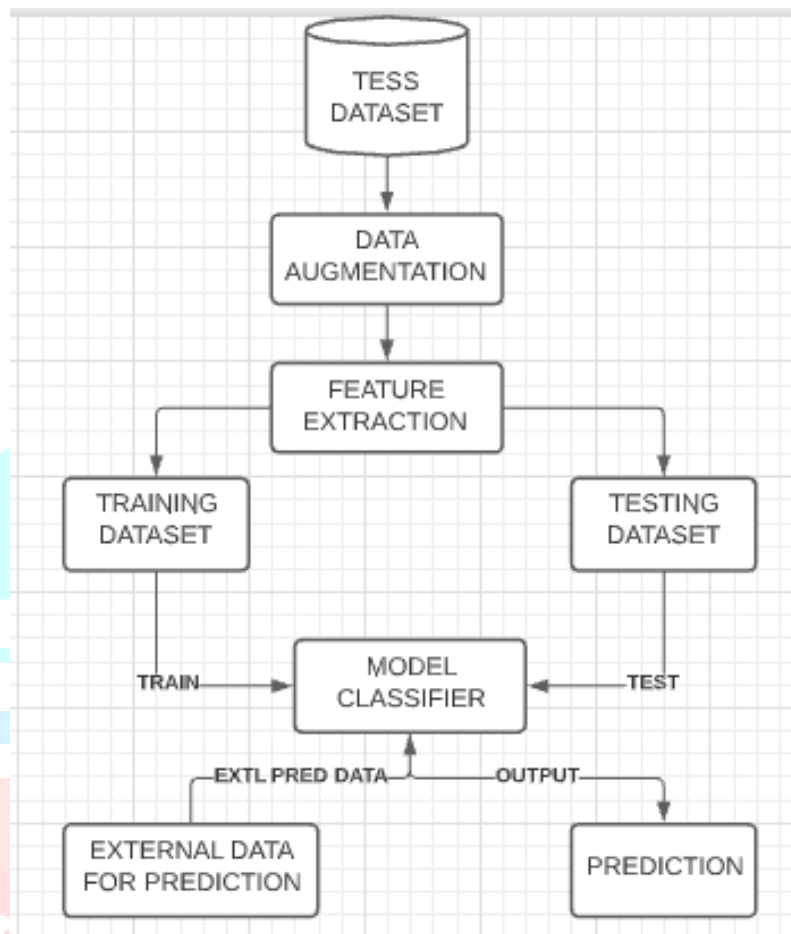 TESS
DATASET
DATA
AUGMENTATION
FEATURE
EXTRACTION
TRAINING
DATASET
TESTING
DATASET
MODEL
CLASSIFIER
TRAIN
TEST
EXTL PRED DATA
OUTPUT
EXTERNAL DATA
FOR PREDICTION
PREDICTION